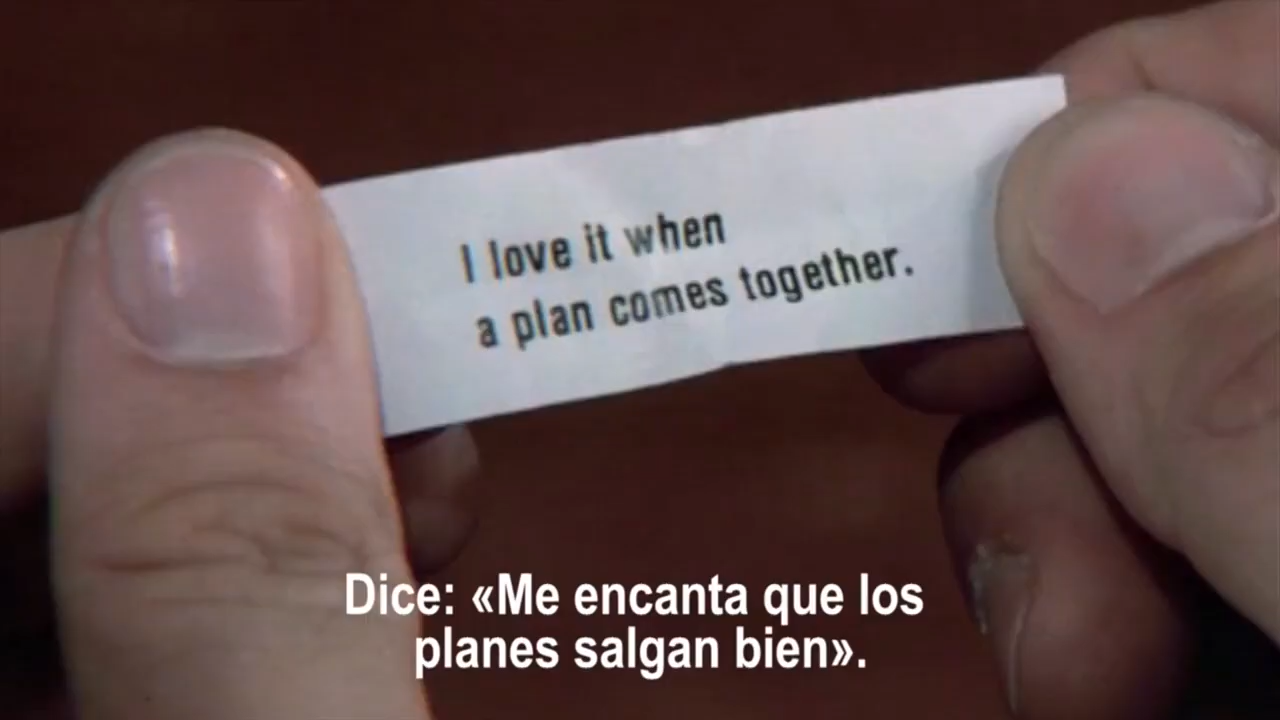 I love it when
a plan comes together.
Dice: «Me encanta que los
planes salgan bien».